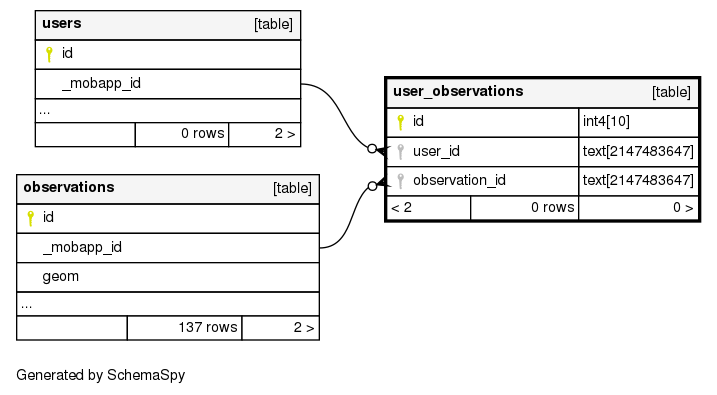 users [table]
id
_mobapp_id
...
0 rows 2 >
user_observations [table]
id int4[10]
user_id text[2147483647]
observation_id text[2147483647]
< 2 0 rows 0 >
observations [table]
id
_mobapp_id
geom
...
137 rows 2 >
Generated by SchemaSpy